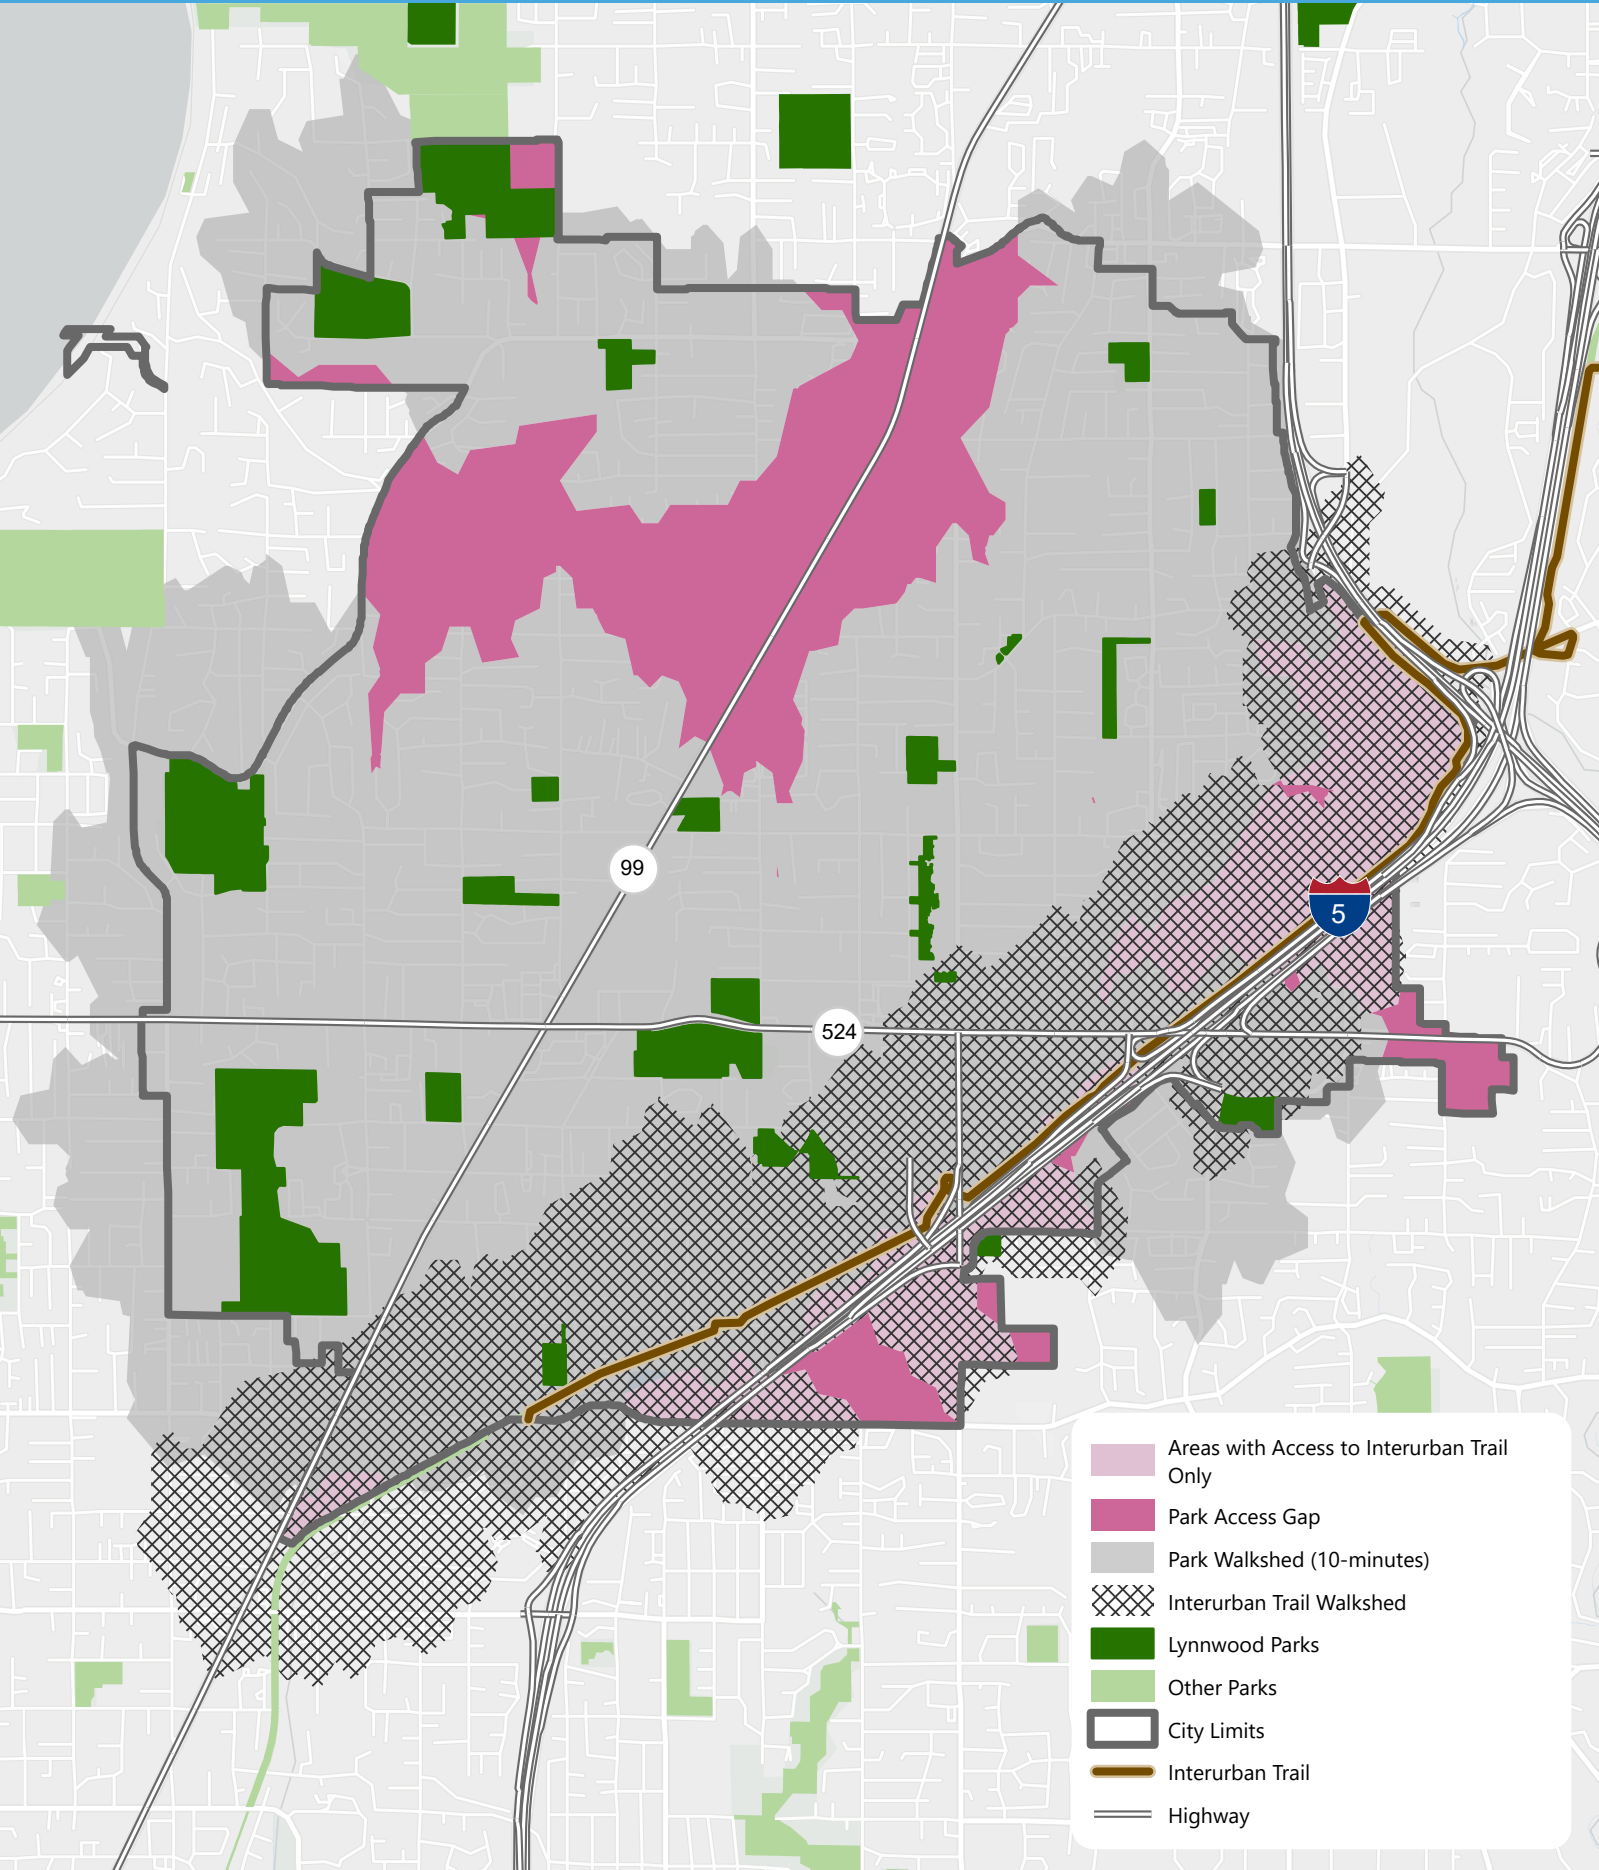 99
5
524
Areas with Access to Interurban Trail
Only
Park Access Gap
Park Walkshed (10-minutes)
Interurban Trail Walkshed
Lynnwood Parks
Other Parks
City Limits
Interurban Trail
Highway